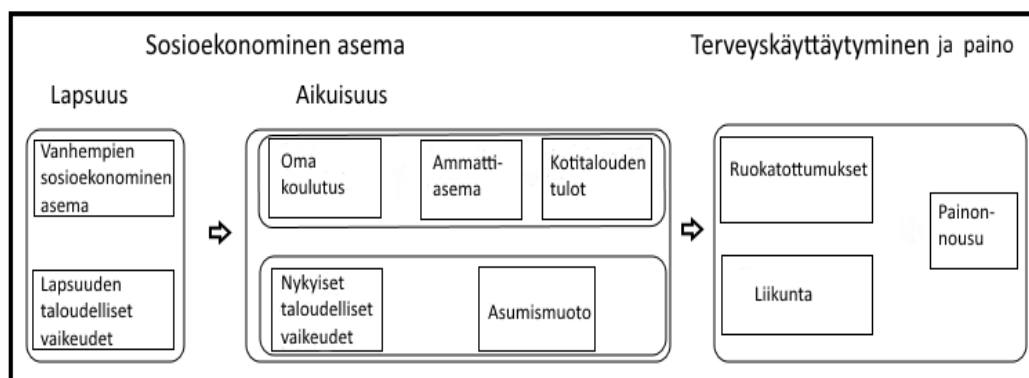 Sosioekonominen asema
Terveyskäyttäytyminen ja paino
Lapsuus
Aikuisuus
Vanhempien
sosioekonominen
asema
Lapsuuden
taloudelliset
vaikeudet
Oma
koulutus
Ammatti-
asema
Kotitalouden
tulot
Nykyiset
taloudelliset
vaikeudet
Asumismuoto
Ruokatottumukset
Liikunta
Painon-
nousu